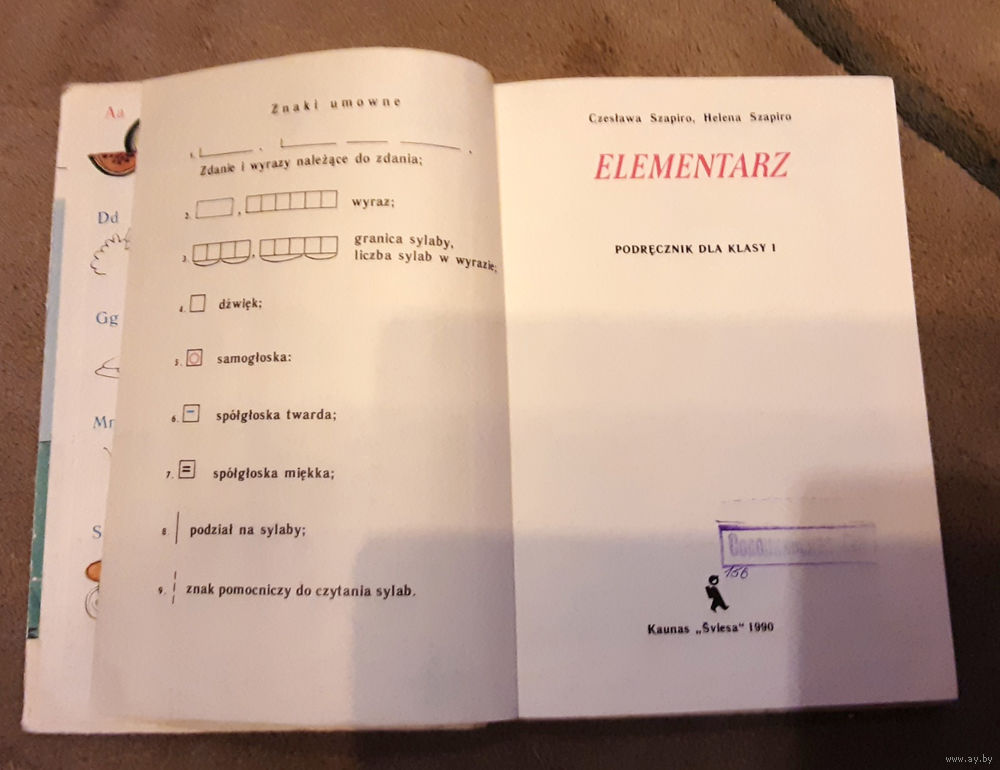 Aa
Dd
Gg
S
Znaki umowne
1.
Zdanie i wyrazy należące do zdania;
2. , wyraz;
3. , granica sylaby,
liczba sylab w wyrazie;
4. dźwięk;
5. samogłoska:
6. spółgłoska twarda;
7. spółgłoska miękka;
8. podział na sylaby;
9. znak pomocniczy do czytania sylab.
Czesława Szapiro, Helena Szapiro
ELEMENTARZ
PODRĘCZNIK DLA KLASY I
156
Kaunas „Šviesa“ 1990
www.ay.by